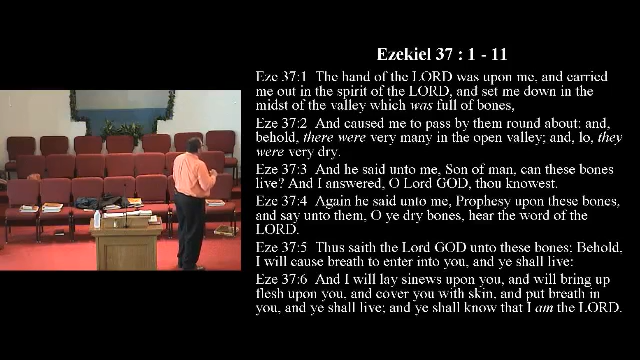 Ezekiel 37 : 1 - 11
Eze 37:1 The hand of the LORD was upon me, and carried
me out in the spirit of the LORD, and set me down in the
midst of the valley which was full of bones,
Eze 37:2 And caused me to pass by them round about: and,
behold, there were very many in the open valley; and, lo, they
were very dry.
Eze 37:3 And he said unto me, Son of man, can these bones
live? And I answered, O Lord GOD, thou knowest.
Eze 37:4 Again he said unto me, Prophesy upon these bones,
and say unto them, O ye dry bones, hear the word of the
LORD.
Eze 37:5 Thus saith the Lord GOD unto these bones; Behold,
I will cause breath to enter into you, and ye shall live:
Eze 37:6 And I will lay sinews upon you, and will bring up
flesh upon you, and cover you with skin, and put breath in
you, and ye shall live; and ye shall know that I am the LORD.